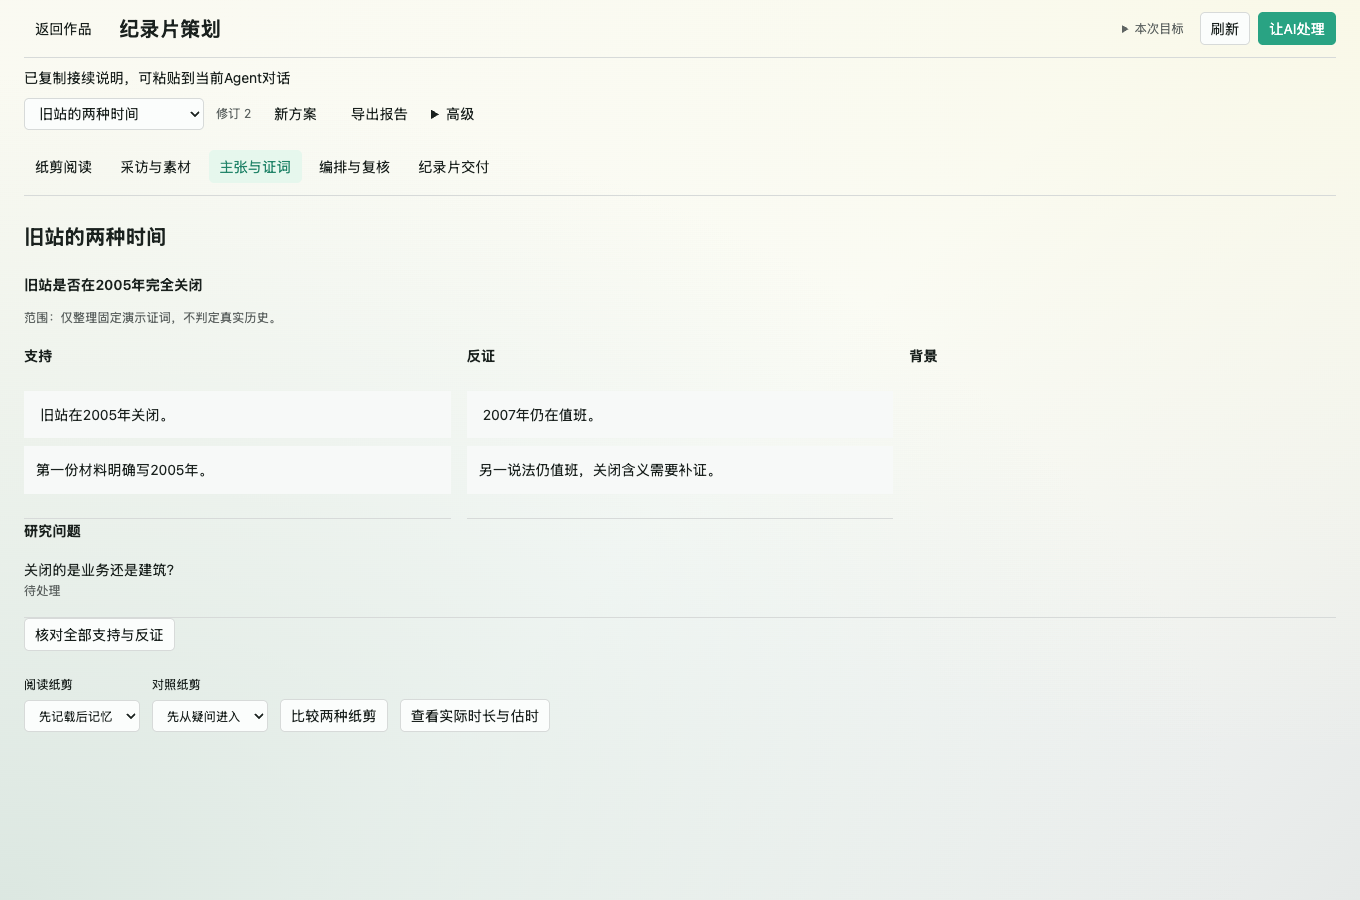 返回作品
纪录片策划
▶ 本次目标
刷新
让AI处理
已复制接续说明，可粘贴到当前Agent对话
旧站的两种时间
修订 2
新方案
导出报告
▶ 高级
纸剪阅读
采访与素材
主张与证词
编排与复核
纪录片交付
旧站的两种时间
旧站是否在2005年完全关闭
范围：仅整理固定演示证词，不判定真实历史。
支持
旧站在2005年关闭。
第一份材料明确写2005年。
反证
2007年仍在值班。
另一说法仍值班，关闭含义需要补证。
背景
研究问题
关闭的是业务还是建筑？
待处理
核对全部支持与反证
阅读纸剪
先记载后记忆
对照纸剪
先从疑问进入
比较两种纸剪
查看实际时长与估时